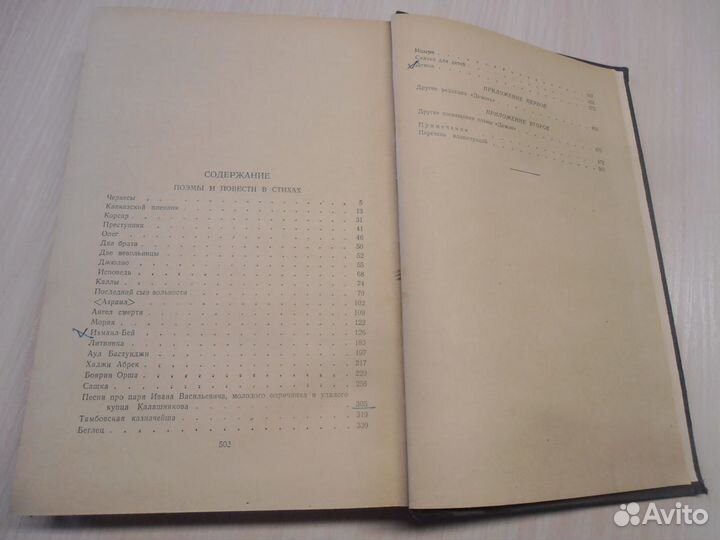 СОДЕРЖАНИЕ
ПОЭМЫ И ПОВЕСТИ В СТИХАХ
Черкесы . . . 5
Кавказский пленник . . . 13
Корсар . . . 31
Преступник . . . 41
Олег . . . 46
Два брата . . . 50
Две невольницы . . . 52
Джюлио . . . 55
Исповедь . . . 68
Каллы . . . 74
Последний сын вольности . . . 79
<Азраил> . . . 102
Ангел смерти . . . 109
Моряк . . . 122
Измаил-Бей . . . 126
Литвинка . . . 183
Аул Бастунджи . . . 197
Хаджи Абрек . . . 217
Боярин Орша . . . 229
Сашка . . . 256
Песня про царя Ивана Васильевича, молодого опричника и удалого
купца Калашникова . . . 305
Тамбовская казначейша . . . 319
Беглец . . . 339
502
Мцыри
Сказка для детей
Демон
ПРИЛОЖЕНИЕ ПЕРВОЕ
Другие редакции «Демона»
ПРИЛОЖЕНИЕ ВТОРОЕ
Другие посвящения поэмы «Демон»
Примечания
Перечень иллюстраций
Avito